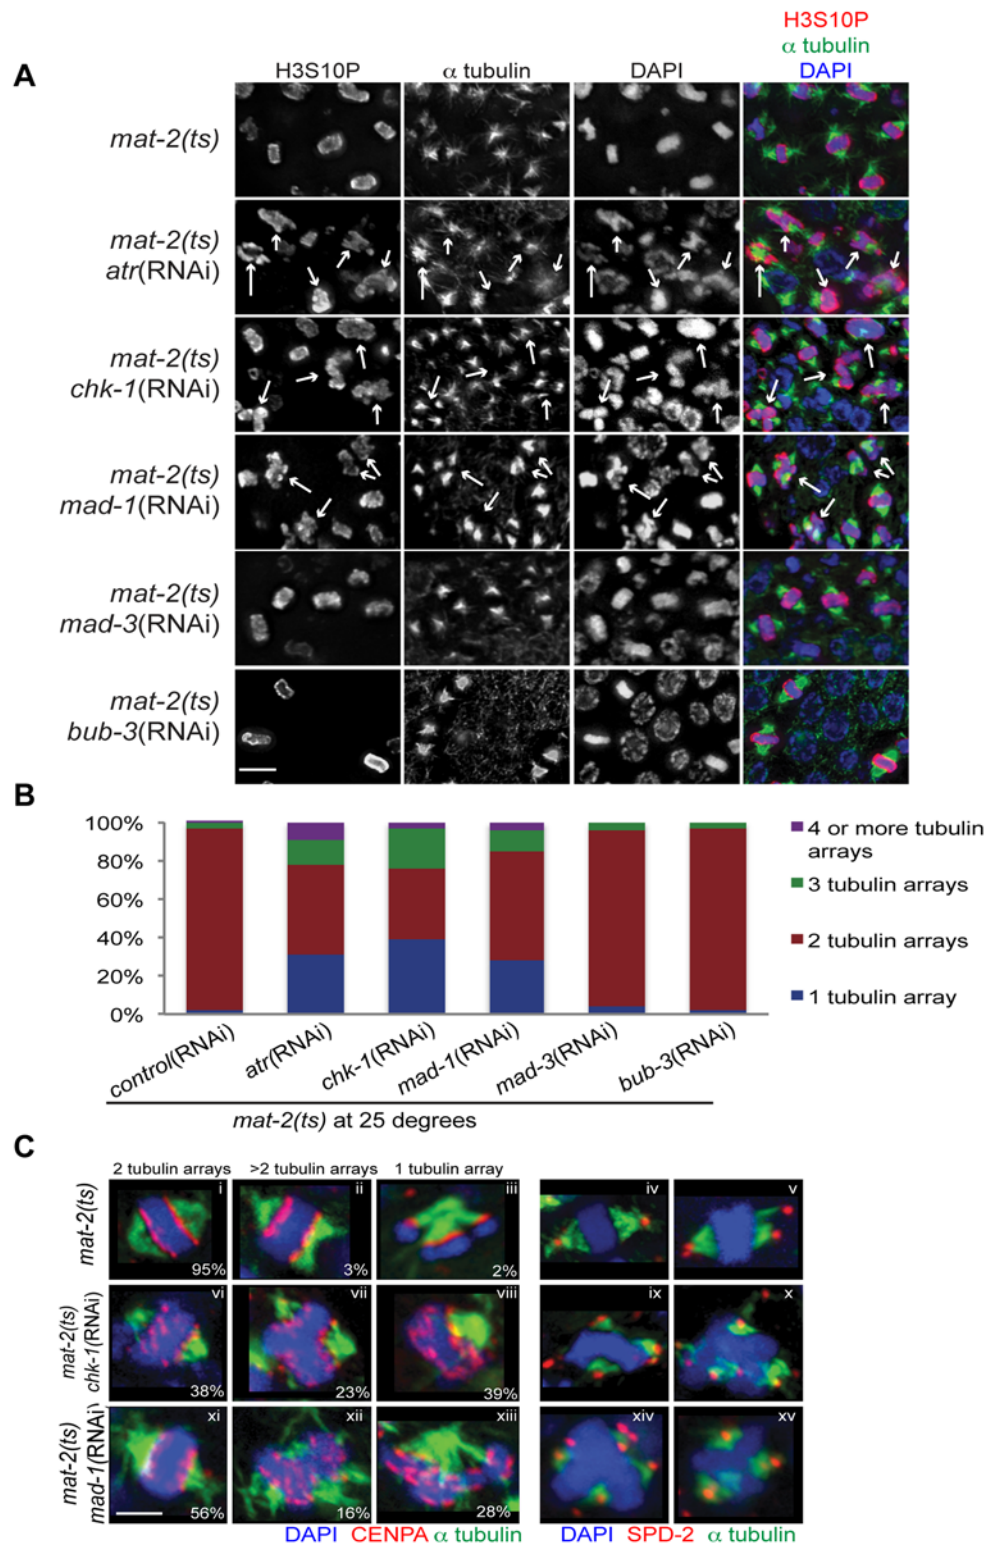 A
H3S10P
α tubulin
DAPI
H3S10P
α tubulin
DAPI
mat-2(ts)
mat-2(ts)
atr(RNAi)
mat-2(ts)
chk-1(RNAi)
mat-2(ts)
mad-1(RNAi)
mat-2(ts)
mad-3(RNAi)
mat-2(ts)
bub-3(RNAi)
B
100%
80%
60%
40%
20%
0%
4 or more tubulin
arrays
3 tubulin arrays
2 tubulin arrays
1 tubulin array
control(RNAi)
atr(RNAi)
chk-1(RNAi)
mad-1(RNAi)
mad-3(RNAi)
bub-3(RNAi)
mat-2(ts) at 25 degrees
C
2 tubulin arrays
>2 tubulin arrays
1 tubulin array
mat-2(ts)
i
95%
ii
3%
iii
2%
iv
v
mat-2(ts)
chk-1(RNAi)
vi
38%
vii
23%
viii
39%
ix
x
mat-2(ts)
mad-1(RNAi)
xi
56%
xii
16%
xiii
28%
xiv
xv
DAPI CENPA α tubulin
DAPI SPD-2 α tubulin